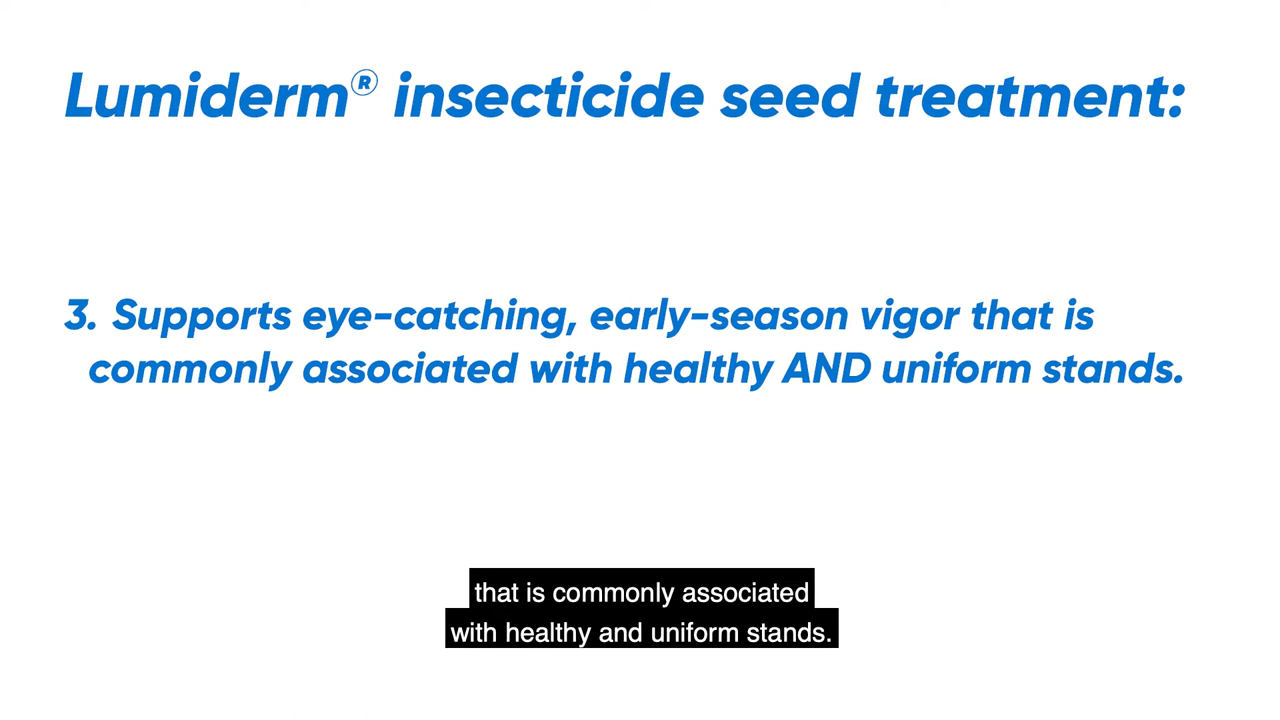 Lumiderm® insecticide seed treatment:
3. Supports eye-catching, early-season vigor that is
commonly associated with healthy AND uniform stands.
that is commonly associated
with healthy and uniform stands.